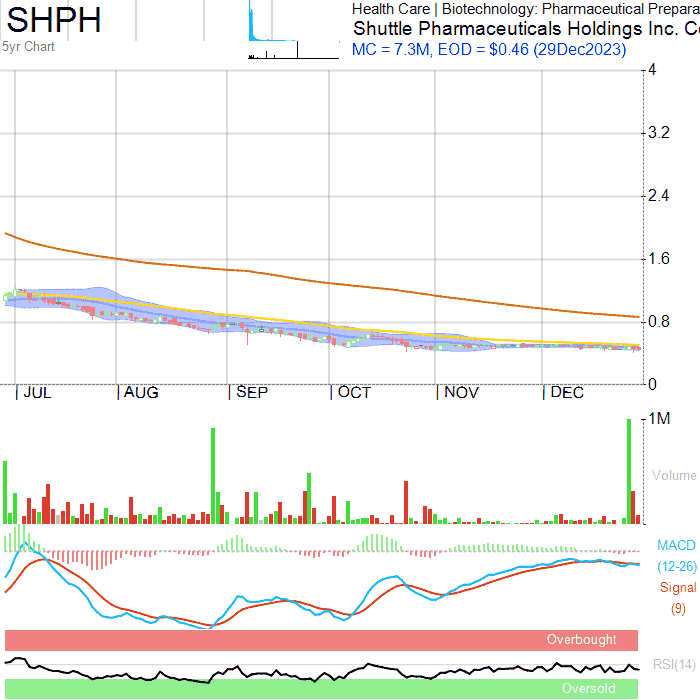 SHPH
5yr Chart
Health Care | Biotechnology: Pharmaceutical Prepara
Shuttle Pharmaceuticals Holdings Inc. Co
MC = 7.3M, EOD = $0.46 (29Dec2023)
4
3.2
2.4
1.6
0.8
0
JUL AUG SEP OCT NOV DEC
1M
Volume
MACD
(12-26)
Signal
(9)
Overbought
RSI(14)
Oversold